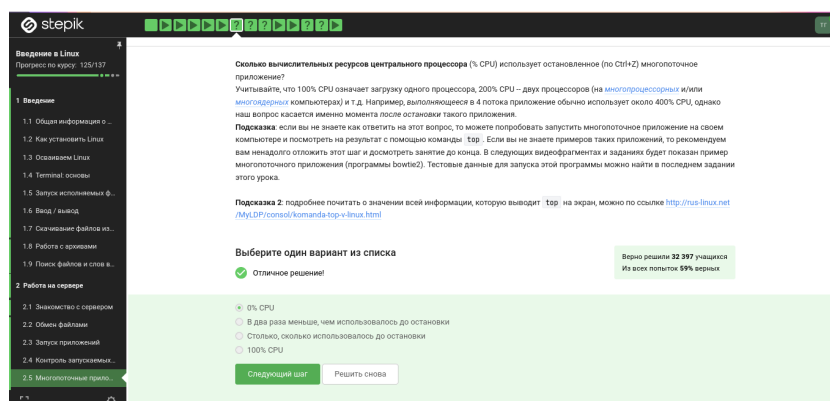 stepik
ТГ
Введение в Linux
Прогресс по курсу: 125/137
1 Введение
1.1 Общая информация о ...
1.2 Как установить Linux
1.3 Осваиваем Linux
1.4 Terminal: основы
1.5 Запуск исполняемых ф...
1.6 Ввод / вывод
1.7 Скачивание файлов из...
1.8 Работа с архивами
1.9 Поиск файлов и слов в...
2 Работа на сервере
2.1 Знакомство с сервером
2.2 Обмен файлами
2.3 Запуск приложений
2.4 Контроль запускаемых...
2.5 Многопоточные прило...
Сколько вычислительных ресурсов центрального процессора (% CPU) использует остановленное (по Ctrl+Z) многопоточное
приложение?
Учитывайте, что 100% CPU означает загрузку одного процессора, 200% CPU – двух процессоров (на многопроцессорных и/или
многоядерных компьютерах) и т.д. Например, выполняющееся в 4 потока приложение обычно использует около 400% CPU, однако
наш вопрос касается именно момента после остановки такого приложения.
Подсказка: если вы не знаете как ответить на этот вопрос, то можете попробовать запустить многопоточное приложение на своем
компьютере и посмотреть на результат с помощью команды top . Если вы не знаете примеров таких приложений, то рекомендуем
вам ненадолго отложить этот шаг и досмотреть занятие до конца. В следующих видеофрагментах и заданиях будет показан пример
многопоточного приложения (программы bowtie2). Тестовые данные для запуска этой программы можно найти в последнем задании
этого урока.
Подсказка 2: подробнее почитать о значении всей информации, которую выводит top на экран, можно по ссылке http://rus-linux.net
/MyLDP/consol/komanda-top-v-linux.html
Выберите один вариант из списка
Отличное решение!
Верно решили 32 397 учащихся
Из всех попыток 59% верных
0% CPU
В два раза меньше, чем использовалось до остановки
Столько, сколько использовалось до остановки
100% CPU
Следующий шаг
Решить снова